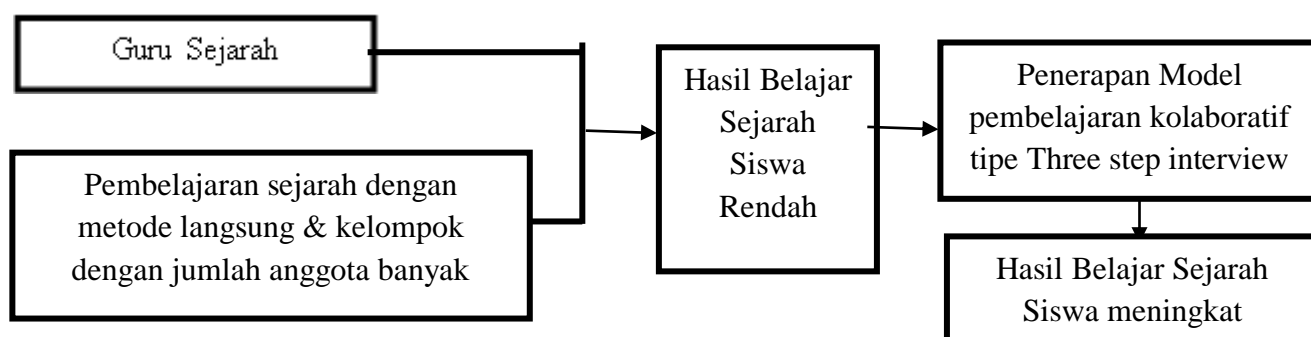 Guru Sejarah
Pembelajaran sejarah dengan
metode langsung & kelompok
dengan jumlah anggota banyak
Hasil Belajar
Sejarah
Siswa
Rendah
Penerapan Model
pembelajaran kolaboratif
tipe Three step interview
Hasil Belajar Sejarah
Siswa meningkat